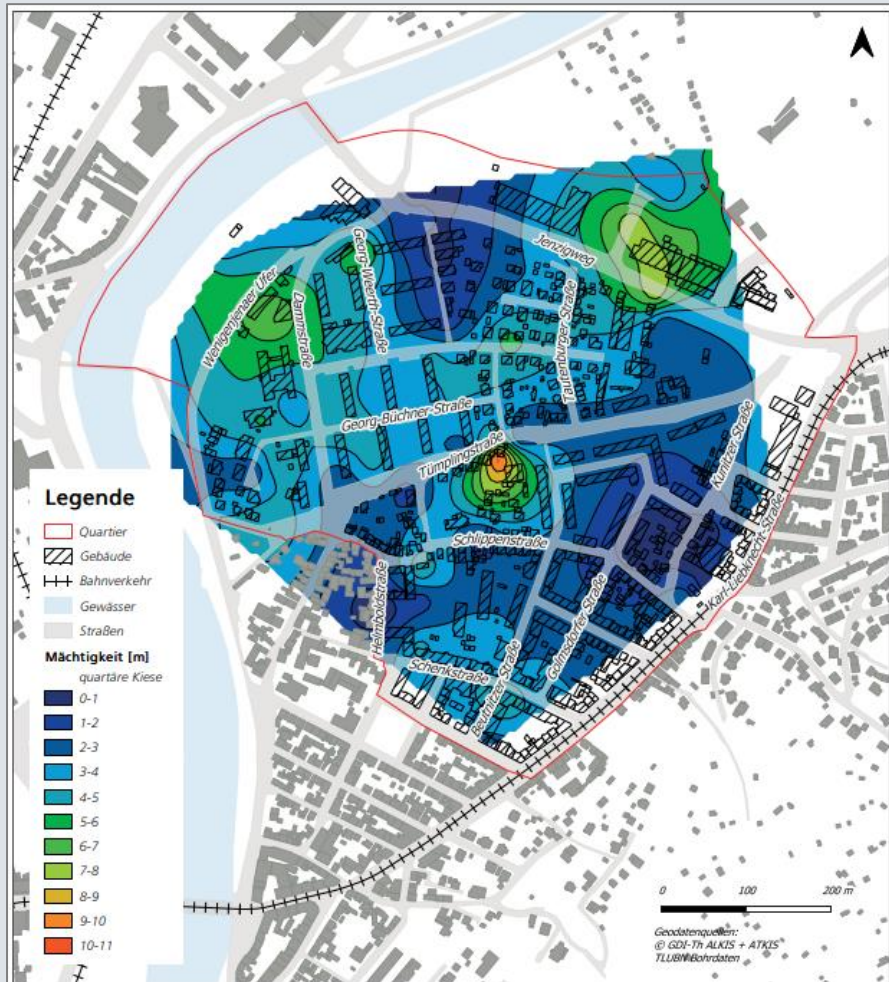 Jenzigweg
Georg-Weerth-Straße
Wenigenjenaer Ufer
Dammstraße
Tautenburger Straße
Georg-Büchner-Straße
Tümplingstraße
Kunitzer Straße
Schlippenstraße
Karl-Liebknecht-Straße
Helmboldstraße
Golmsdorfer Straße
Schenkstraße
Beutnitzer Straße
Legende
Quartier
Gebäude
Bahnverkehr
Gewässer
Straßen
Mächtigkeit [m]
quartäre Kiese
0-1
1-2
2-3
3-4
4-5
5-6
6-7
7-8
8-9
9-10
10-11
0 100 200 m
Geodatenquellen:
© GDI-Th ALKIS + ATKIS
TLUBN Bohrdaten